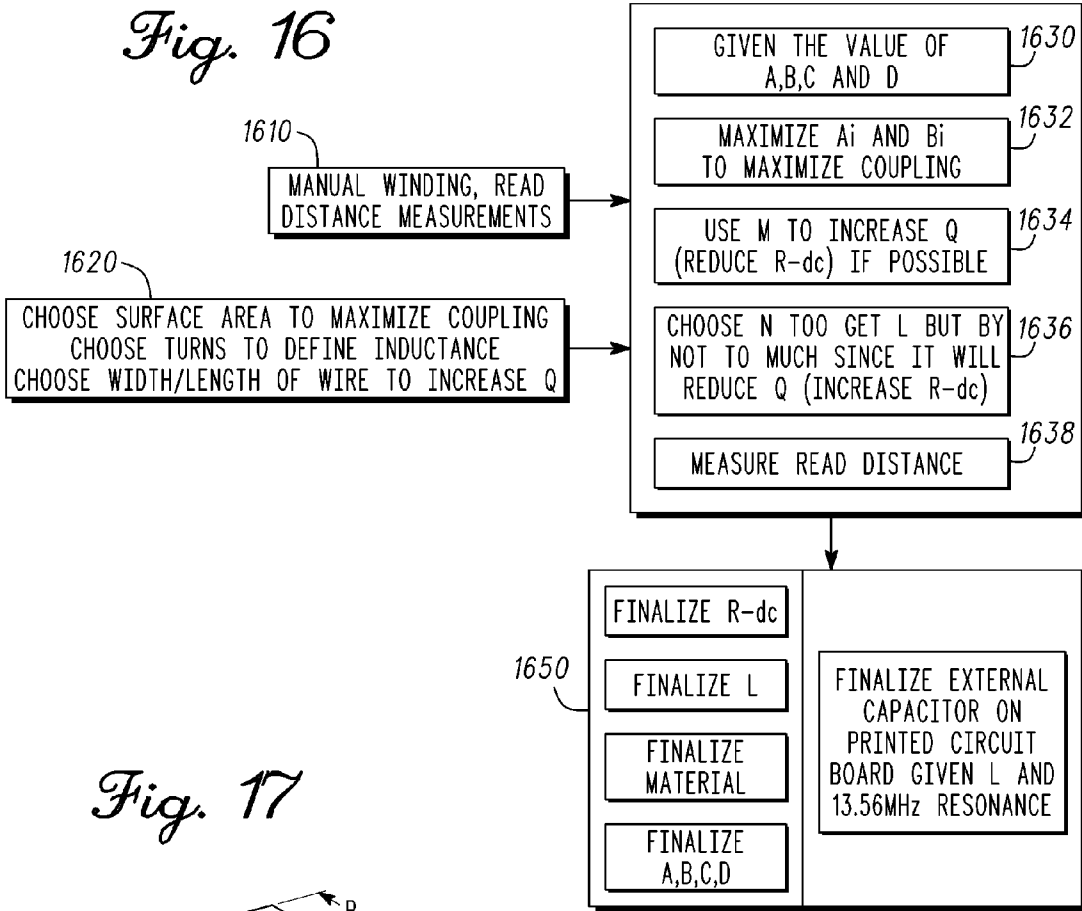 Fig. 16
1610
MANUAL WINDING, READ
DISTANCE MEASUREMENTS
1620
CHOOSE SURFACE AREA TO MAXIMIZE COUPLING
CHOOSE TURNS TO DEFINE INDUCTANCE
CHOOSE WIDTH/LENGTH OF WIRE TO INCREASE Q
GIVEN THE VALUE OF
A,B,C AND D
1630
MAXIMIZE Ai AND Bi
TO MAXIMIZE COUPLING
1632
USE M TO INCREASE Q
(REDUCE R-dc) IF POSSIBLE
1634
CHOOSE N TOO GET L BUT BY
NOT TO MUCH SINCE IT WILL
REDUCE Q (INCREASE R-dc)
1636
MEASURE READ DISTANCE
1638
1650
FINALIZE R-dc
FINALIZE L
FINALIZE
MATERIAL
FINALIZE
A,B,C,D
FINALIZE EXTERNAL
CAPACITOR ON
PRINTED CIRCUIT
BOARD GIVEN L AND
13.56MHz RESONANCE
Fig. 17